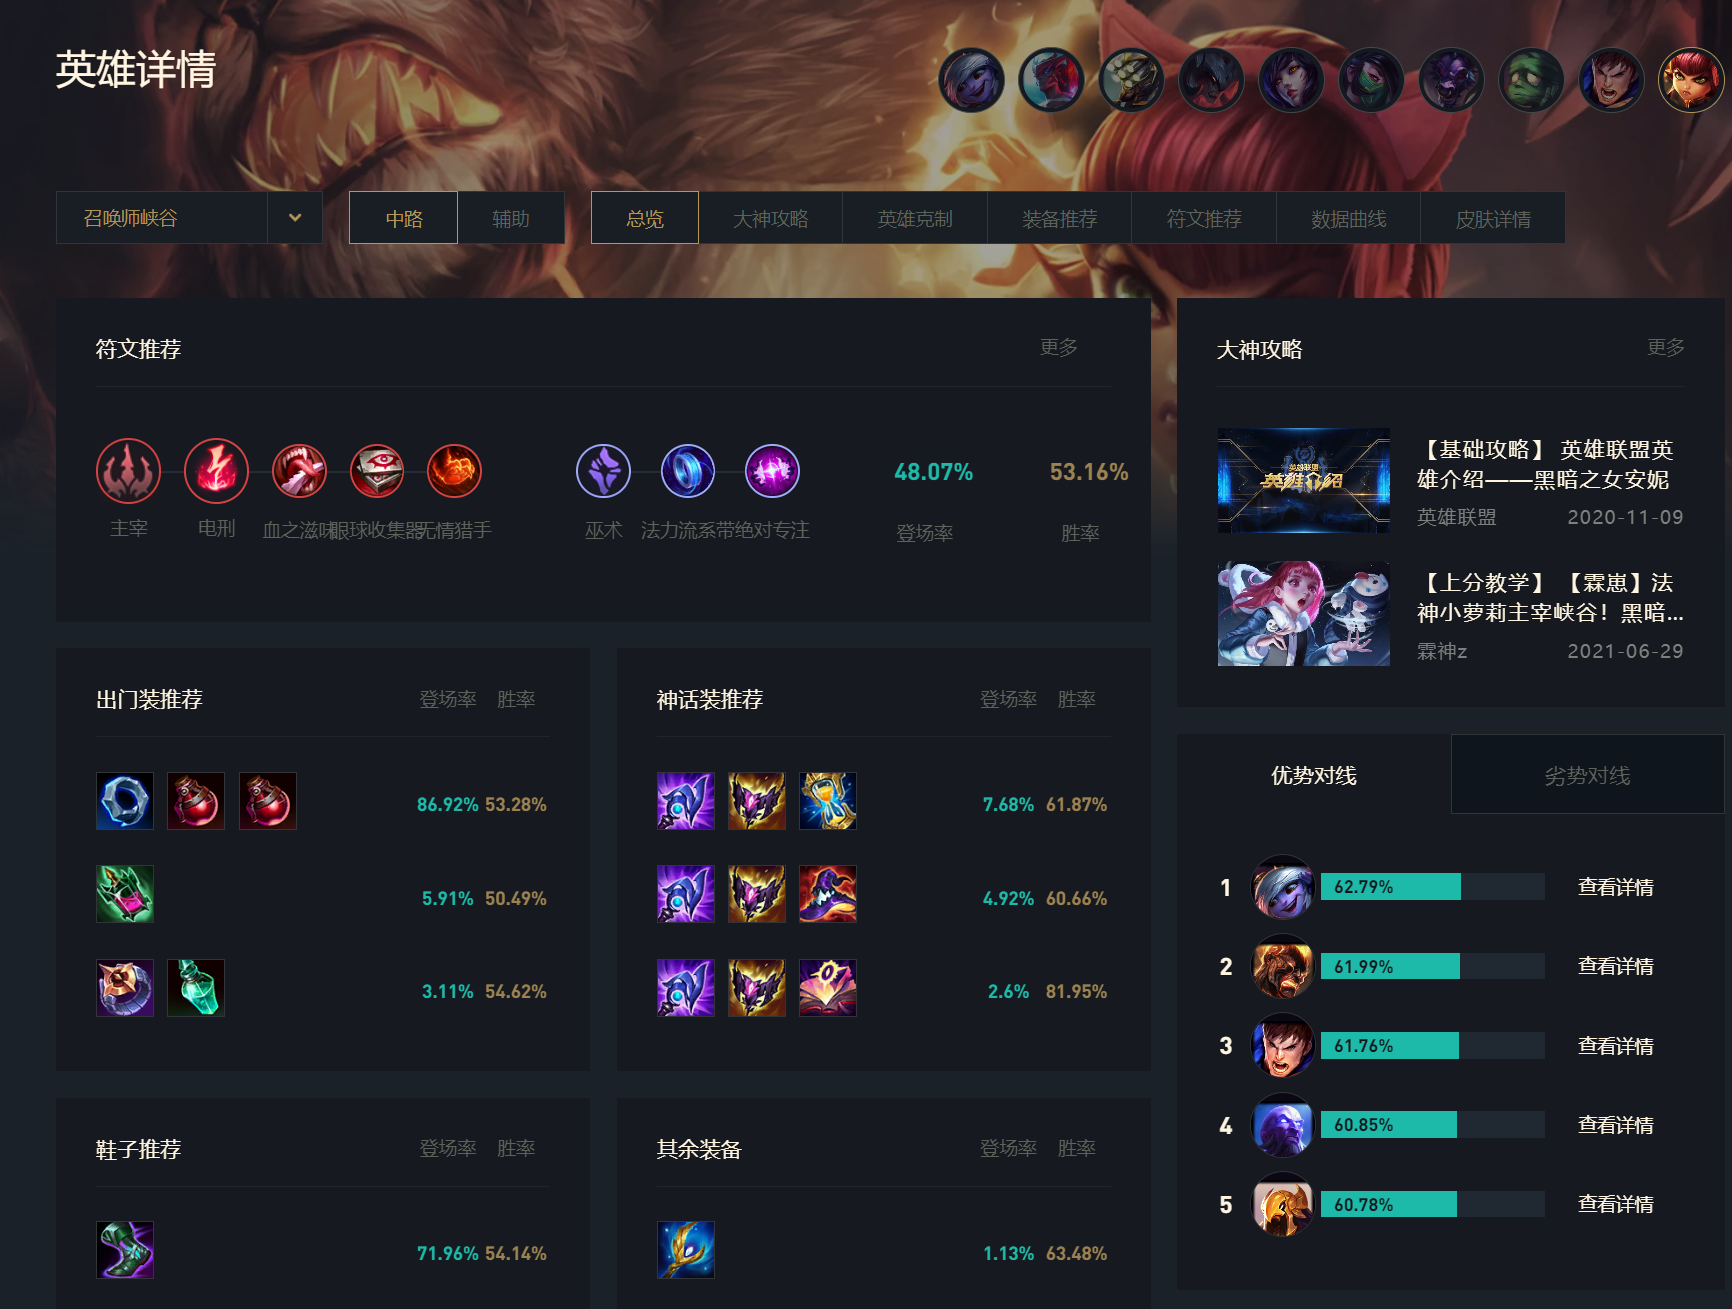 英雄详情
召唤师峡谷
中路 辅助
总览 大神攻略 英雄克制 装备推荐 符文推荐 数据曲线 皮肤详情
符文推荐 更多
主宰 电刑 血之滋味 眼球收集器 无情猎手 巫术 法力流系带 绝对专注
48.07% 53.16%
登场率 胜率
大神攻略 更多
英雄联盟
英雄介绍
【基础攻略】 英雄联盟英
雄介绍——黑暗之女安妮
英雄联盟 2020-11-09
【上分教学】 【霖崽】法
神小萝莉主宰峡谷！黑暗...
霖神z 2021-06-29
出门装推荐 登场率 胜率
86.92% 53.28%
5.91% 50.49%
3.11% 54.62%
神话装推荐 登场率 胜率
7.68% 61.87%
4.92% 60.66%
2.6% 81.95%
优势对线 劣势对线
1 62.79% 查看详情
2 61.99% 查看详情
3 61.76% 查看详情
4 60.85% 查看详情
5 60.78% 查看详情
鞋子推荐 登场率 胜率
71.96% 54.14%
其余装备 登场率 胜率
1.13% 63.48%